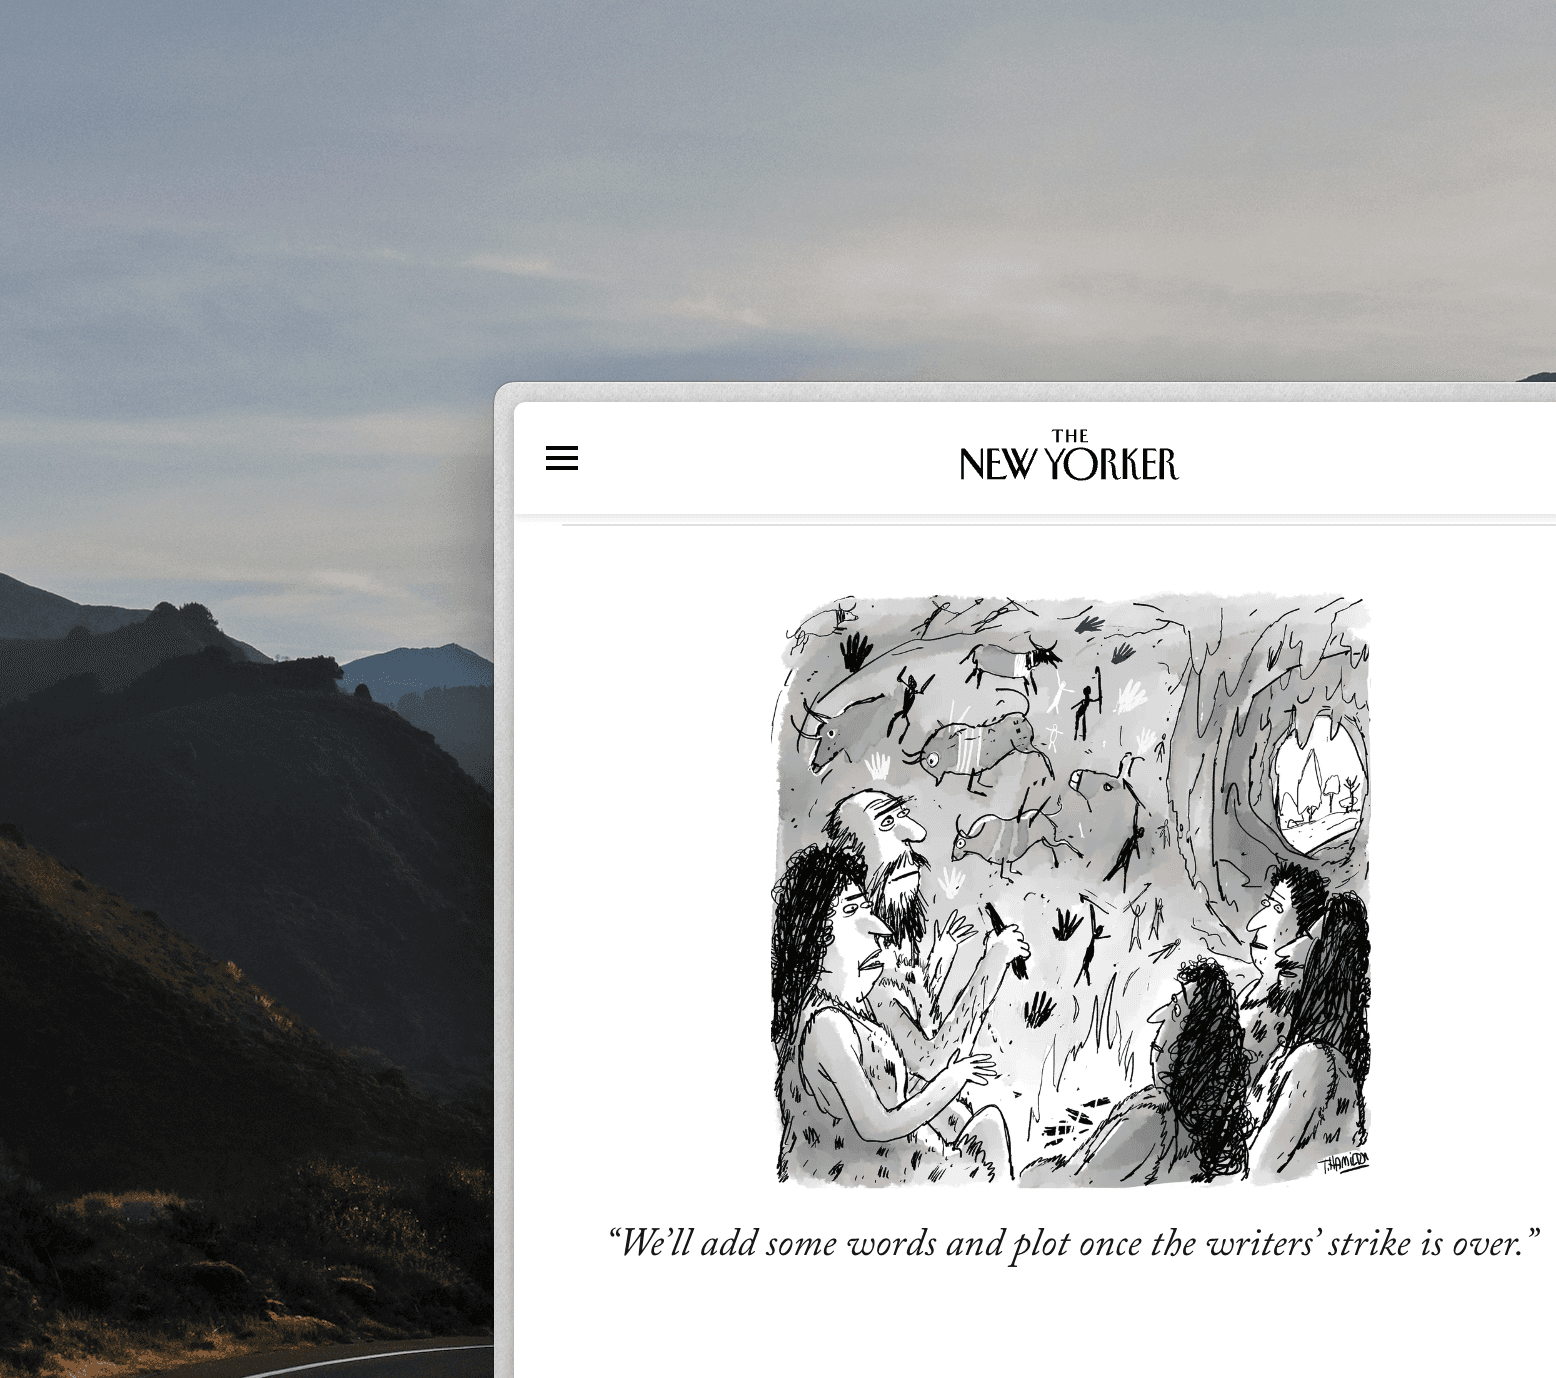 THE
NEW YORKER
T.HAMILTON
“We’ll add some words and plot once the writers’ strike is over.”